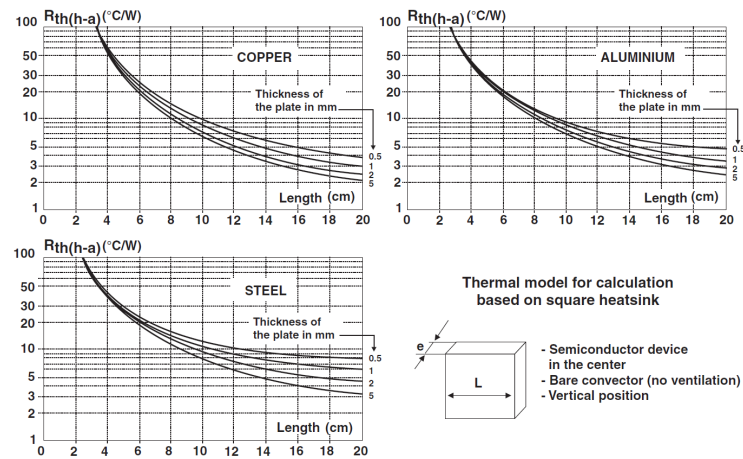 Rth(h-a) (°C/W)
100
50
30
20
10
5
3
2
1
COPPER
Thickness of
the plate in mm
0.5
1
2
5
Length (cm)
0 2 4 6 8 10 12 14 16 18 20
Rth(h-a) (°C/W)
100
50
30
20
10
5
3
2
1
ALUMINIUM
Thickness of
the plate in mm
0.5
1
2
5
Length (cm)
0 2 4 6 8 10 12 14 16 18 20
Rth(h-a) (°C/W)
100
50
30
20
10
5
3
2
1
STEEL
Thickness of
the plate in mm
0.5
1
2
5
Length (cm)
0 2 4 6 8 10 12 14 16 18 20
Thermal model for calculation
based on square heatsink
e
L
- Semiconductor device
in the center
- Bare convector (no ventilation)
- Vertical position